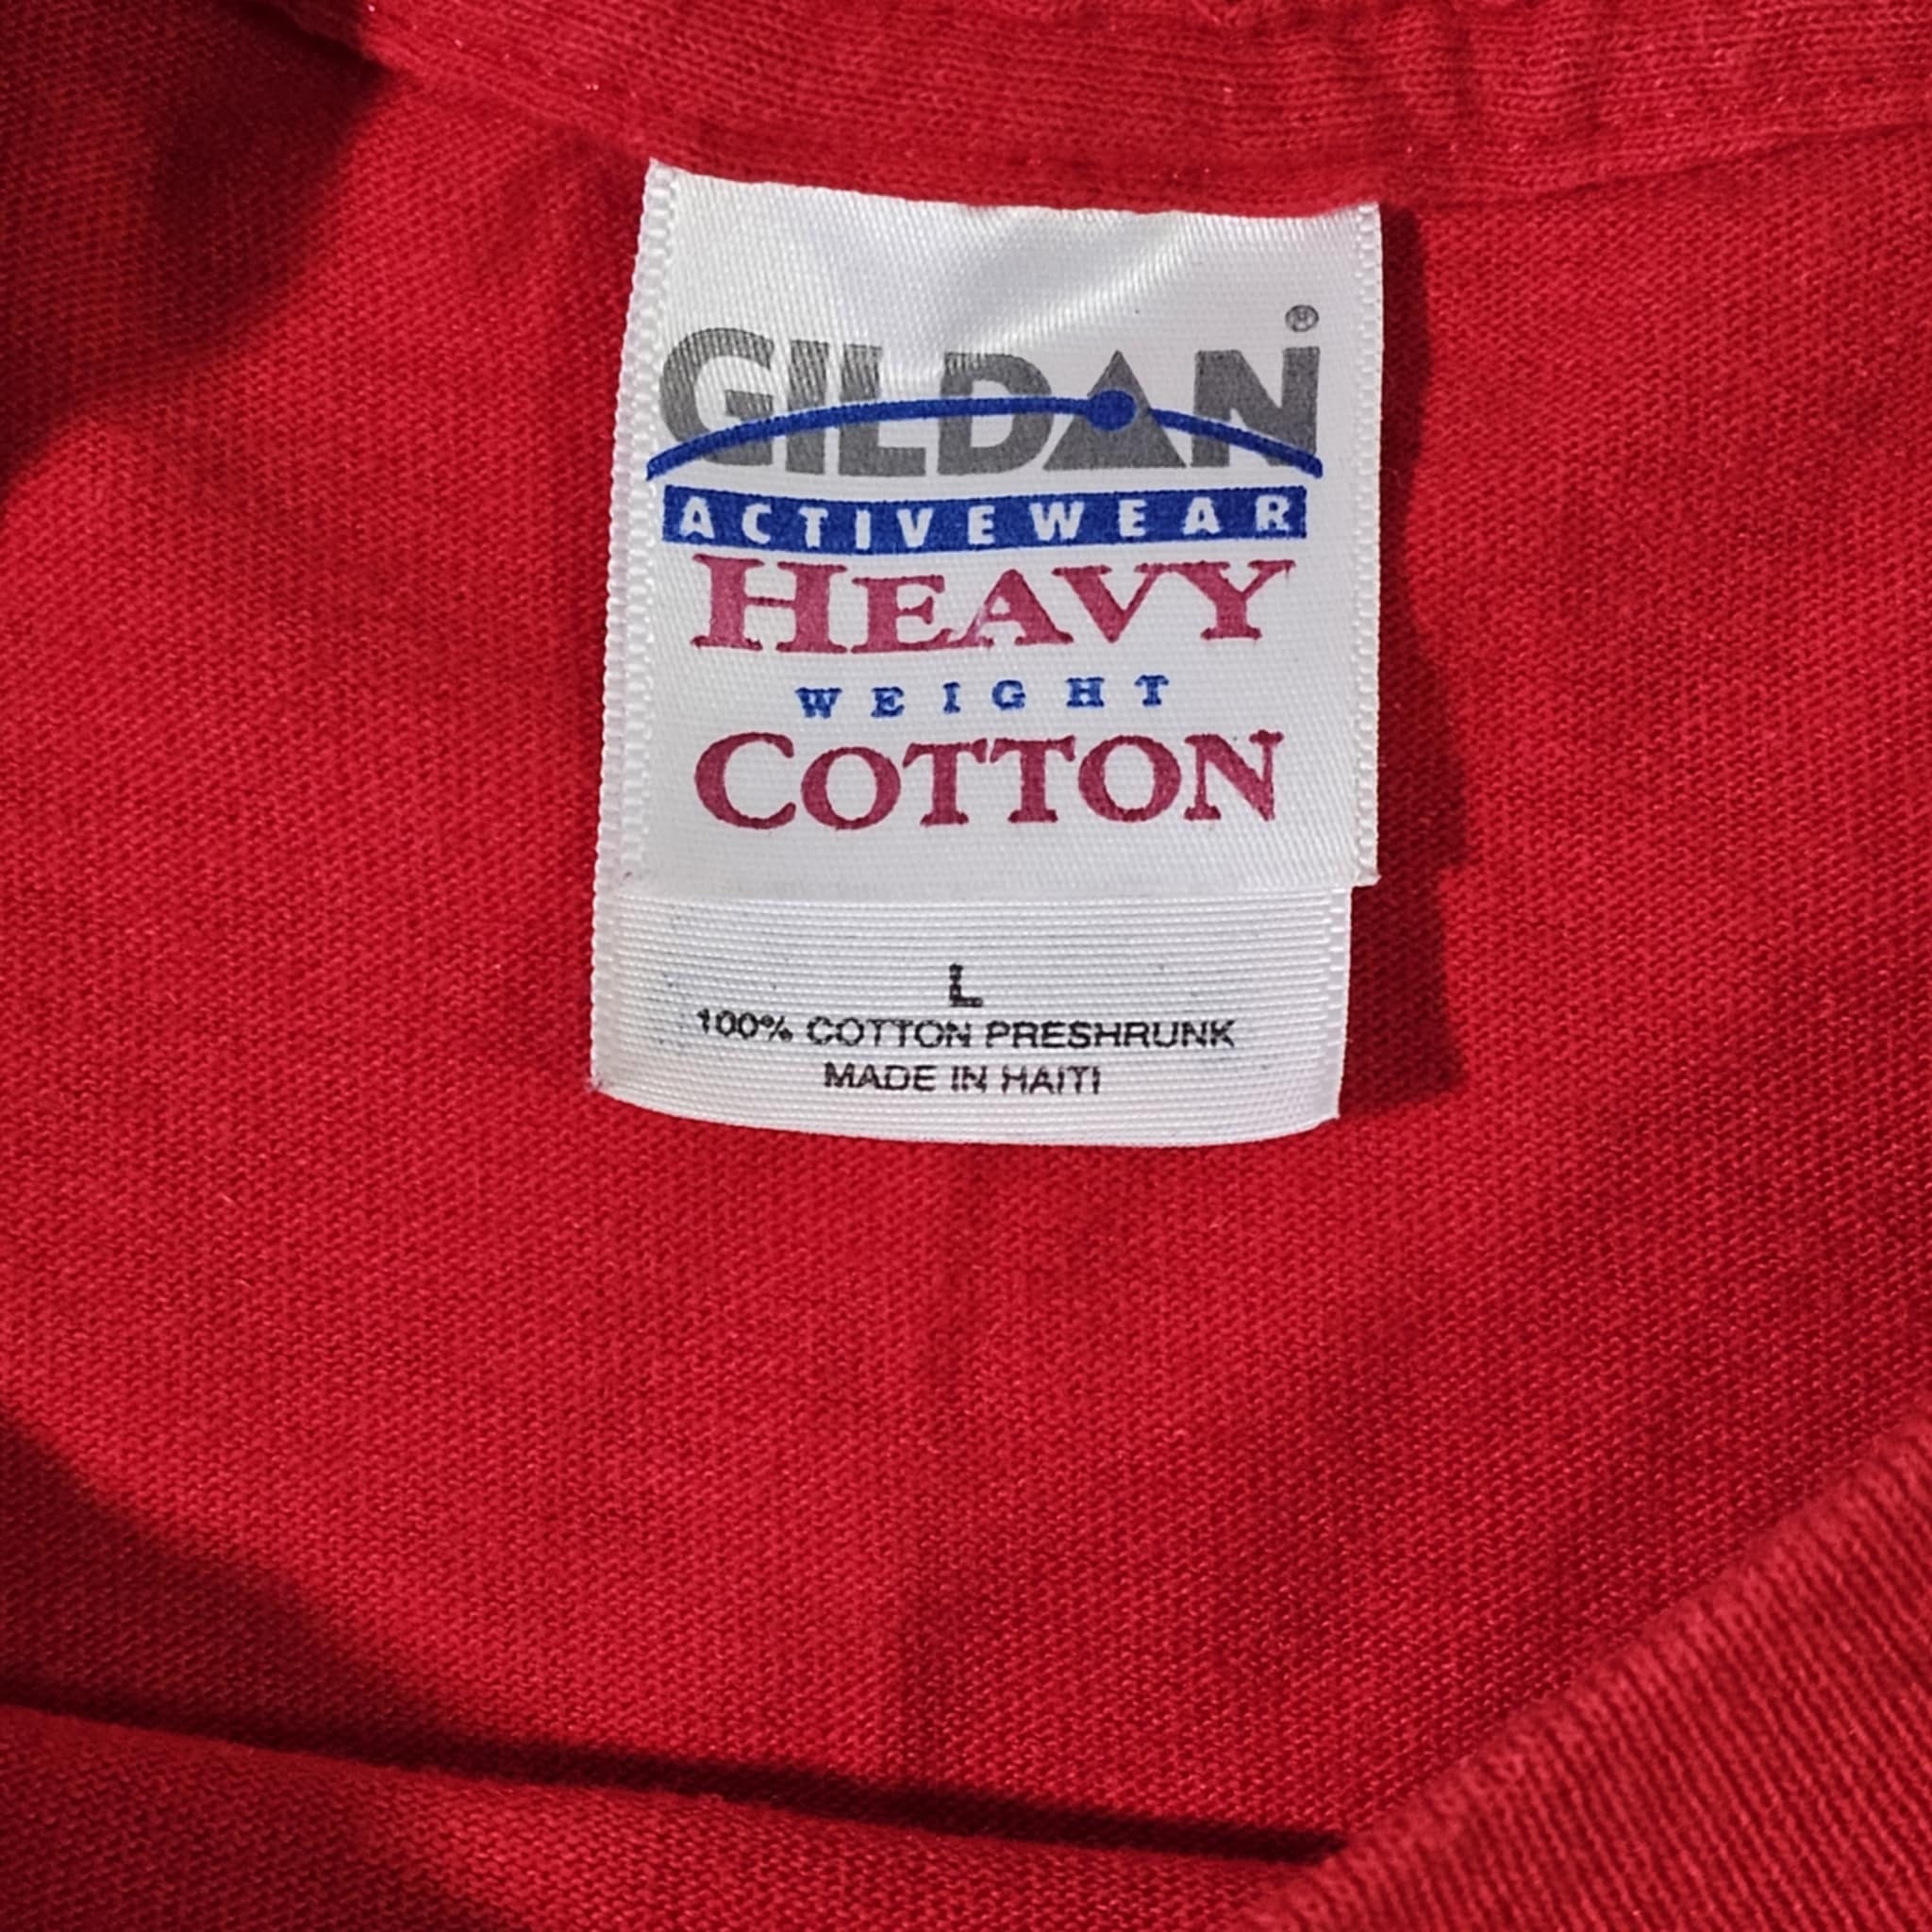 GILDAN®
ACTIVEWEAR
HEAVY
WEIGHT
COTTON
L
100% COTTON PRESHRUNK
MADE IN HAITI